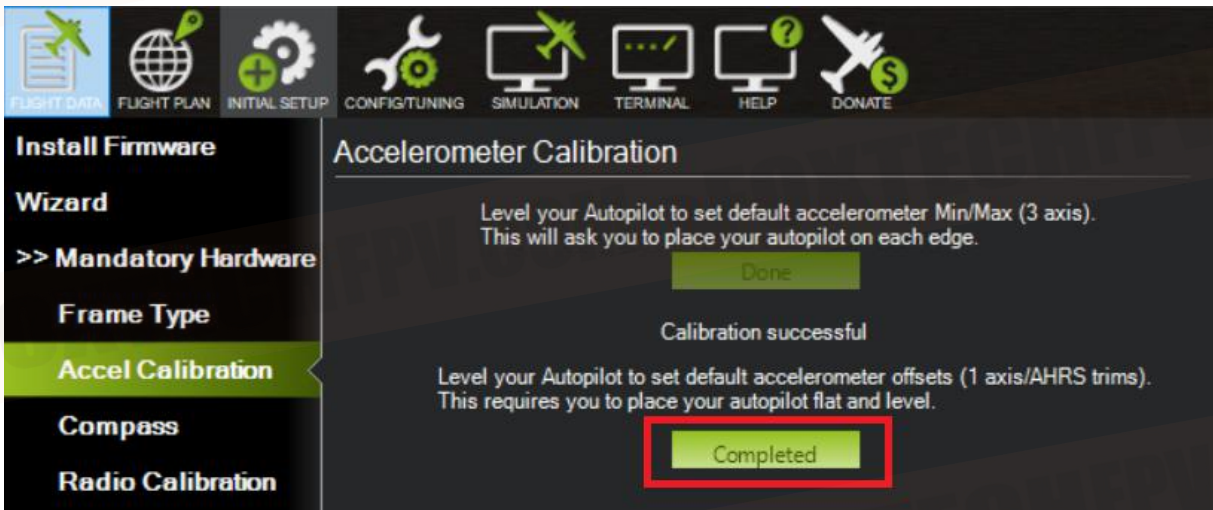 FLIGHT DATA
FLIGHT PLAN
INITIAL SETUP
CONFIG/TUNING
SIMULATION
TERMINAL
HELP
DONATE
Install Firmware
Wizard
>> Mandatory Hardware
Frame Type
Accel Calibration
Compass
Radio Calibration
Accelerometer Calibration
Level your Autopilot to set default accelerometer Min/Max (3 axis).
This will ask you to place your autopilot on each edge.
Done
Calibration successful
Level your Autopilot to set default accelerometer offsets (1 axis/AHRS trims).
This requires you to place your autopilot flat and level.
Completed